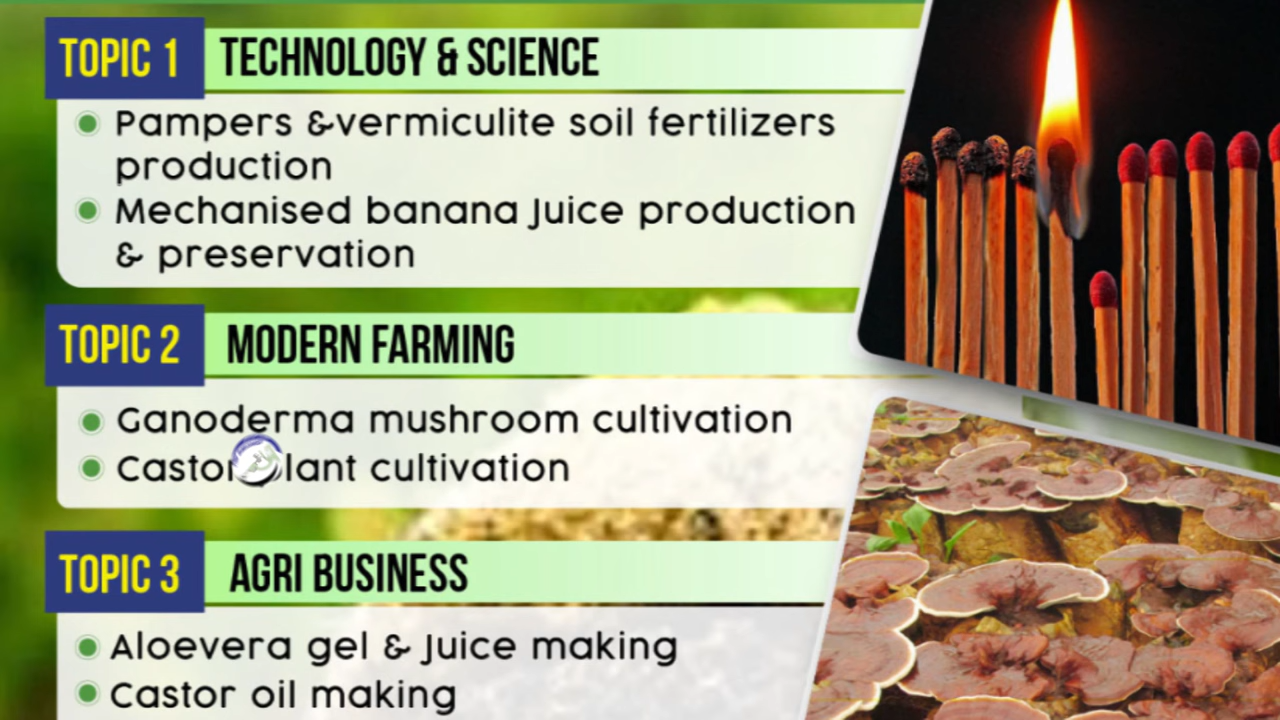 TOPIC 1 TECHNOLOGY & SCIENCE
Pampers &vermiculite soil fertilizers
production
Mechanised banana Juice production
& preservation
TOPIC 2 MODERN FARMING
Ganoderma mushroom cultivation
cultivation
TOPIC 3 AGRI BUSINESS
Aloevera gel & Juice making
Castor oil making